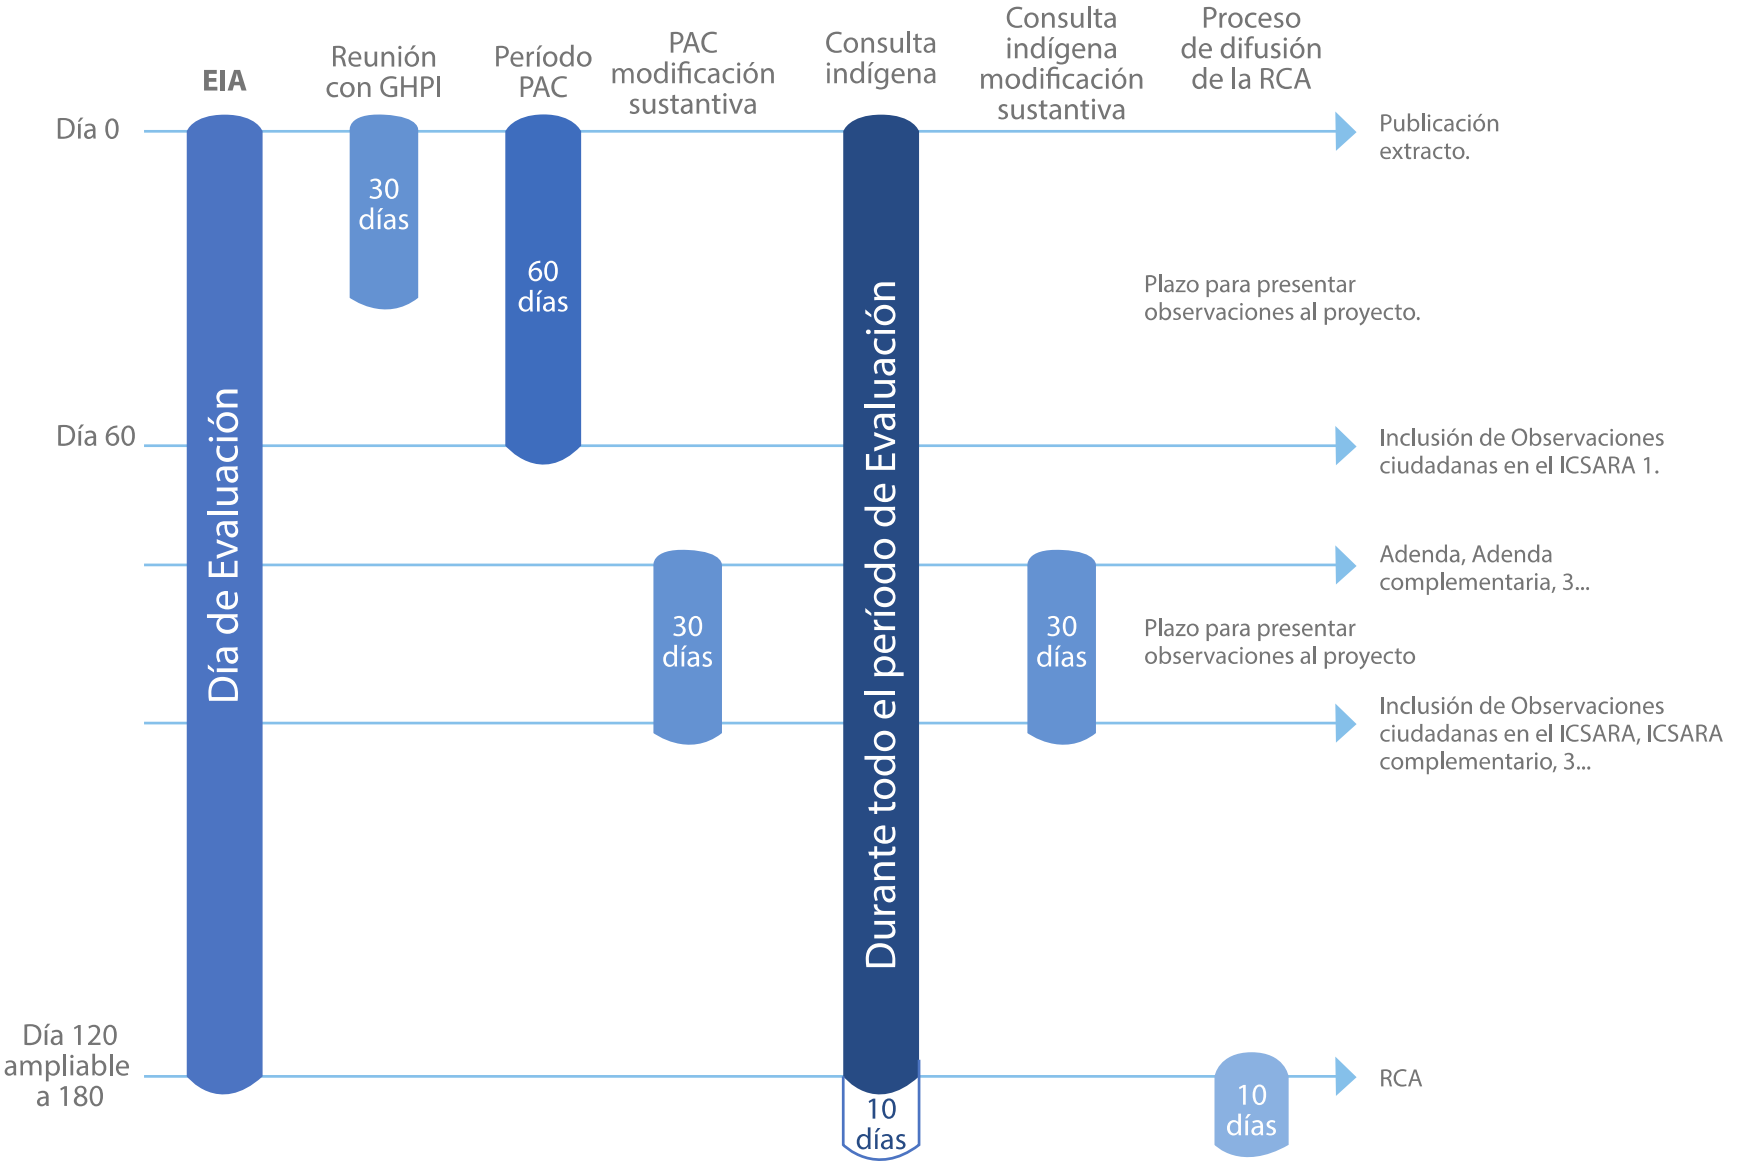 EIA
Reunión
con GHPI
Período
PAC
PAC
modificación
sustantiva
Consulta
indígena
Consulta
indígena
modificación
sustantiva
Proceso
de difusión
de la RCA
Día 0
Publicación
extracto.
30
días
60
días
Plazo para presentar
observaciones al proyecto.
Día de Evaluación
Durante todo el período de Evaluación
Día 60
Inclusión de Observaciones
ciudadanas en el ICSARA 1.
Adenda, Adenda
complementaria, 3...
30
días
30
días
Plazo para presentar
observaciones al proyecto
Inclusión de Observaciones
ciudadanas en el ICSARA, ICSARA
complementario, 3...
Día 120
ampliable
a 180
RCA
10
días
10
días